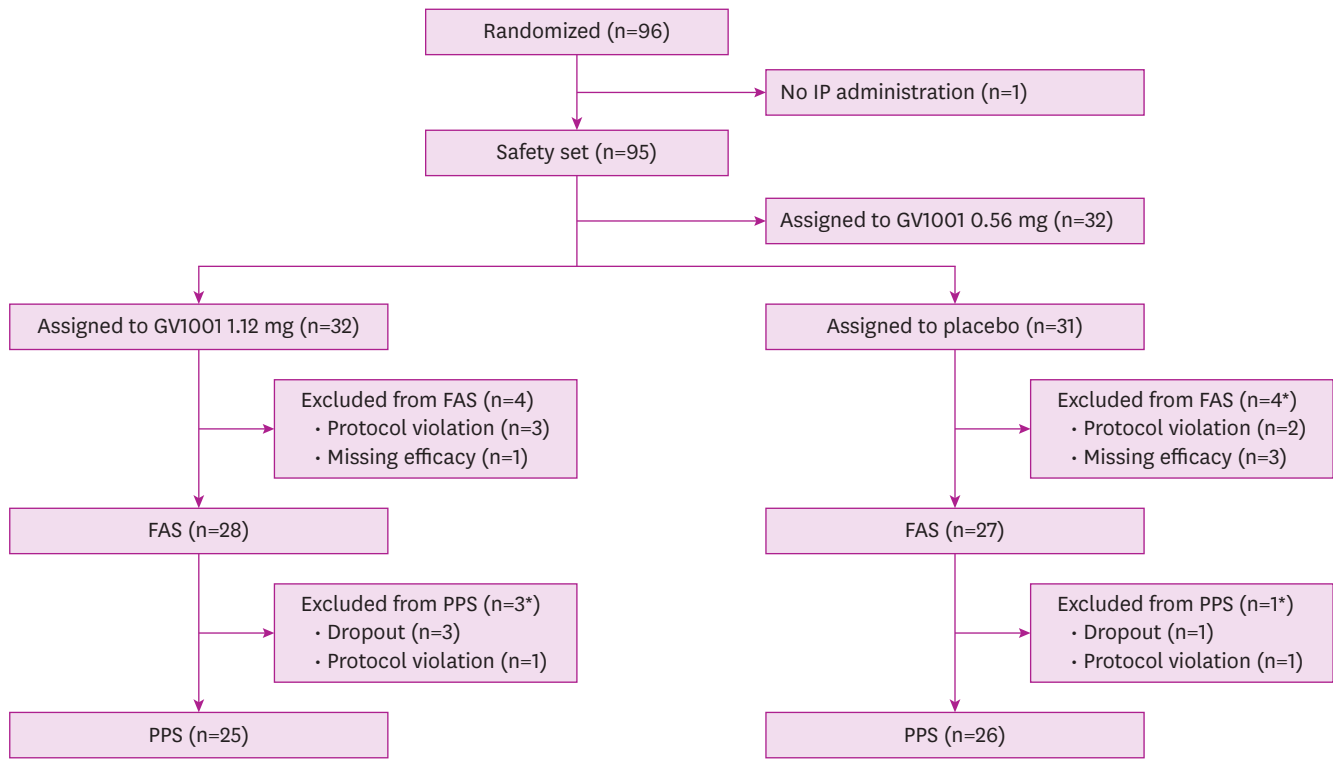 Randomized (n=96)
No IP administration (n=1)
Safety set (n=95)
Assigned to GV1001 0.56 mg (n=32)
Assigned to GV1001 1.12 mg (n=32)
Assigned to placebo (n=31)
Excluded from FAS (n=4)
· Protocol violation (n=3)
· Missing efficacy (n=1)
Excluded from FAS (n=4*)
· Protocol violation (n=2)
· Missing efficacy (n=3)
FAS (n=28)
FAS (n=27)
Excluded from PPS (n=3*)
· Dropout (n=3)
· Protocol violation (n=1)
Excluded from PPS (n=1*)
· Dropout (n=1)
· Protocol violation (n=1)
PPS (n=25)
PPS (n=26)